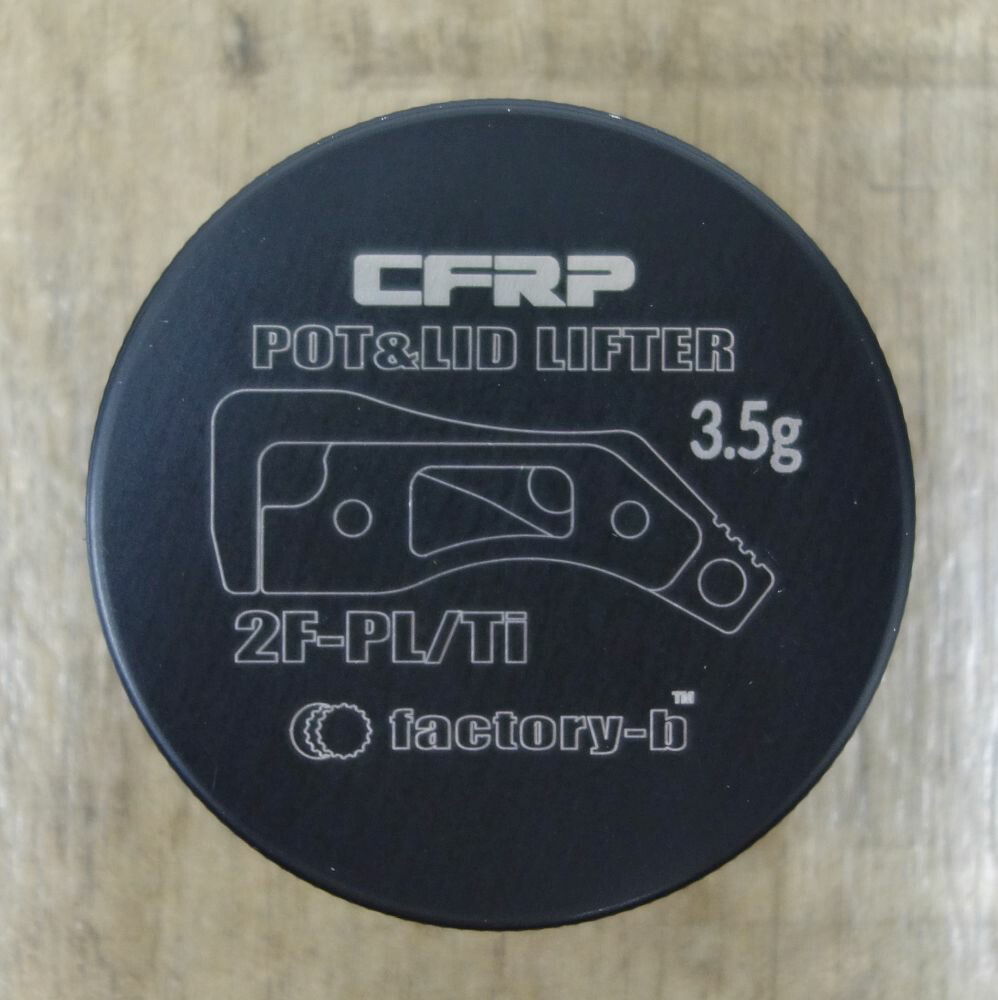 CFRP
POT&LID LIFTER
3.5g
2F-PL/Ti
factory-b™